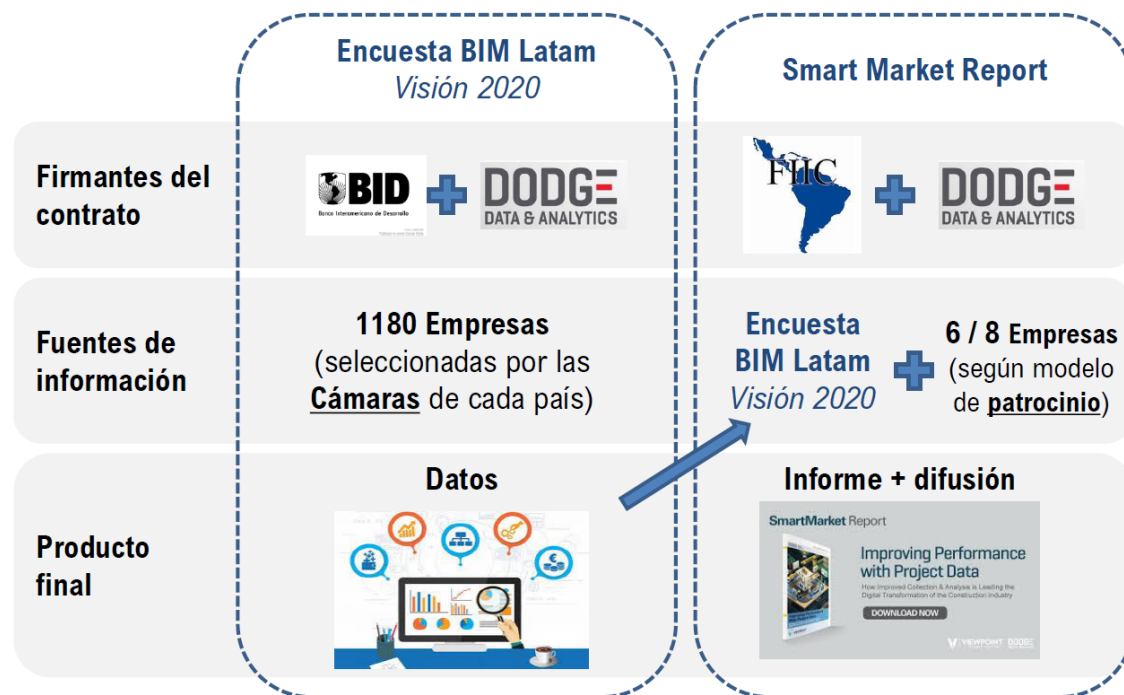 Encuesta BIM Latam
Visión 2020
Smart Market Report
Firmantes del
contrato
BID
Banco Interamericano de Desarrollo
DODGE
DATA & ANALYTICS
FIIC
DODGE
DATA & ANALYTICS
Fuentes de
información
1180 Empresas
(seleccionadas por las
Cámaras de cada país)
Encuesta
BIM Latam
Visión 2020
6 / 8 Empresas
(según modelo
de patrocinio)
Producto
final
Datos
Informe + difusión
SmartMarket Report
Improving Performance
with Project Data
How Improved Collection & Analysis is Leading the
Digital Transformation of the Construction Industry
DOWNLOAD NOW
VIEWPOINT
DODGE